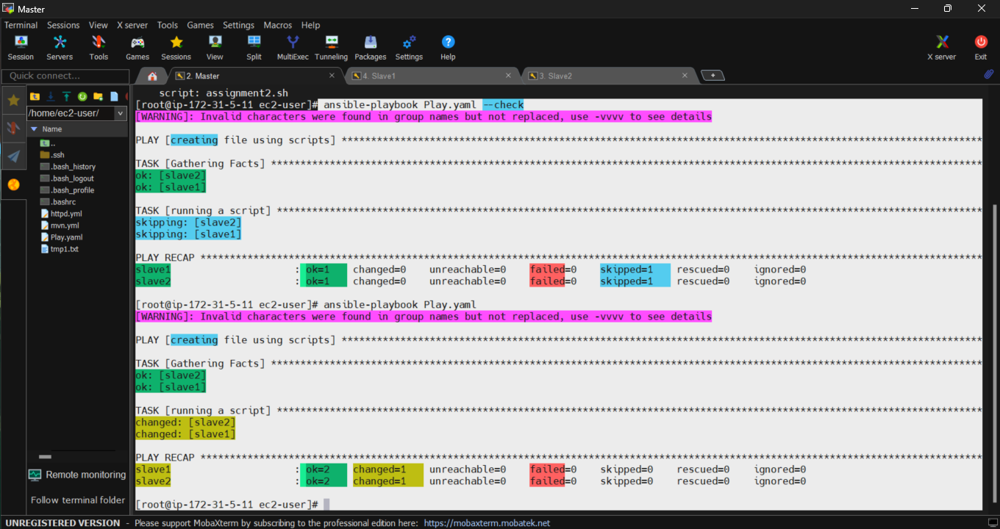 Master
Terminal Sessions View X server Tools Games Settings Macros Help
Session Servers Tools Games Sessions View Split MultiExec Tunneling Packages Settings Help X server Exit
Quick connect...
2. Master
4. Slave1
3. Slave2
/home/ec2-user/
Name
..
.ssh
.bash_history
.bash_logout
.bash_profile
.bashrc
httpd.yml
mvn.yml
Play.yaml
tmp1.txt
Remote monitoring
Follow terminal folder
script: assignment2.sh
[root@ip-172-31-5-11 ec2-user]# ansible-playbook Play.yaml --check
[WARNING]: Invalid characters were found in group names but not replaced, use -vvvv to see details
PLAY [creating file using scripts] ************************************************************************************************************
TASK [Gathering Facts] ************************************************************************************************************************
ok: [slave2]
ok: [slave1]
TASK [running a script] ***********************************************************************************************************************
skipping: [slave2]
skipping: [slave1]
PLAY RECAP ************************************************************************************************************************************
slave1 : ok=1 changed=0 unreachable=0 failed=0 skipped=1 rescued=0 ignored=0
slave2 : ok=1 changed=0 unreachable=0 failed=0 skipped=1 rescued=0 ignored=0
[root@ip-172-31-5-11 ec2-user]# ansible-playbook Play.yaml
[WARNING]: Invalid characters were found in group names but not replaced, use -vvvv to see details
PLAY [creating file using scripts] ************************************************************************************************************
TASK [Gathering Facts] ************************************************************************************************************************
ok: [slave2]
ok: [slave1]
TASK [running a script] ***********************************************************************************************************************
changed: [slave2]
changed: [slave1]
PLAY RECAP ************************************************************************************************************************************
slave1 : ok=2 changed=1 unreachable=0 failed=0 skipped=0 rescued=0 ignored=0
slave2 : ok=2 changed=1 unreachable=0 failed=0 skipped=0 rescued=0 ignored=0
[root@ip-172-31-5-11 ec2-user]#
UNREGISTERED VERSION - Please support MobaXterm by subscribing to the professional edition here: https://mobaxterm.mobatek.net